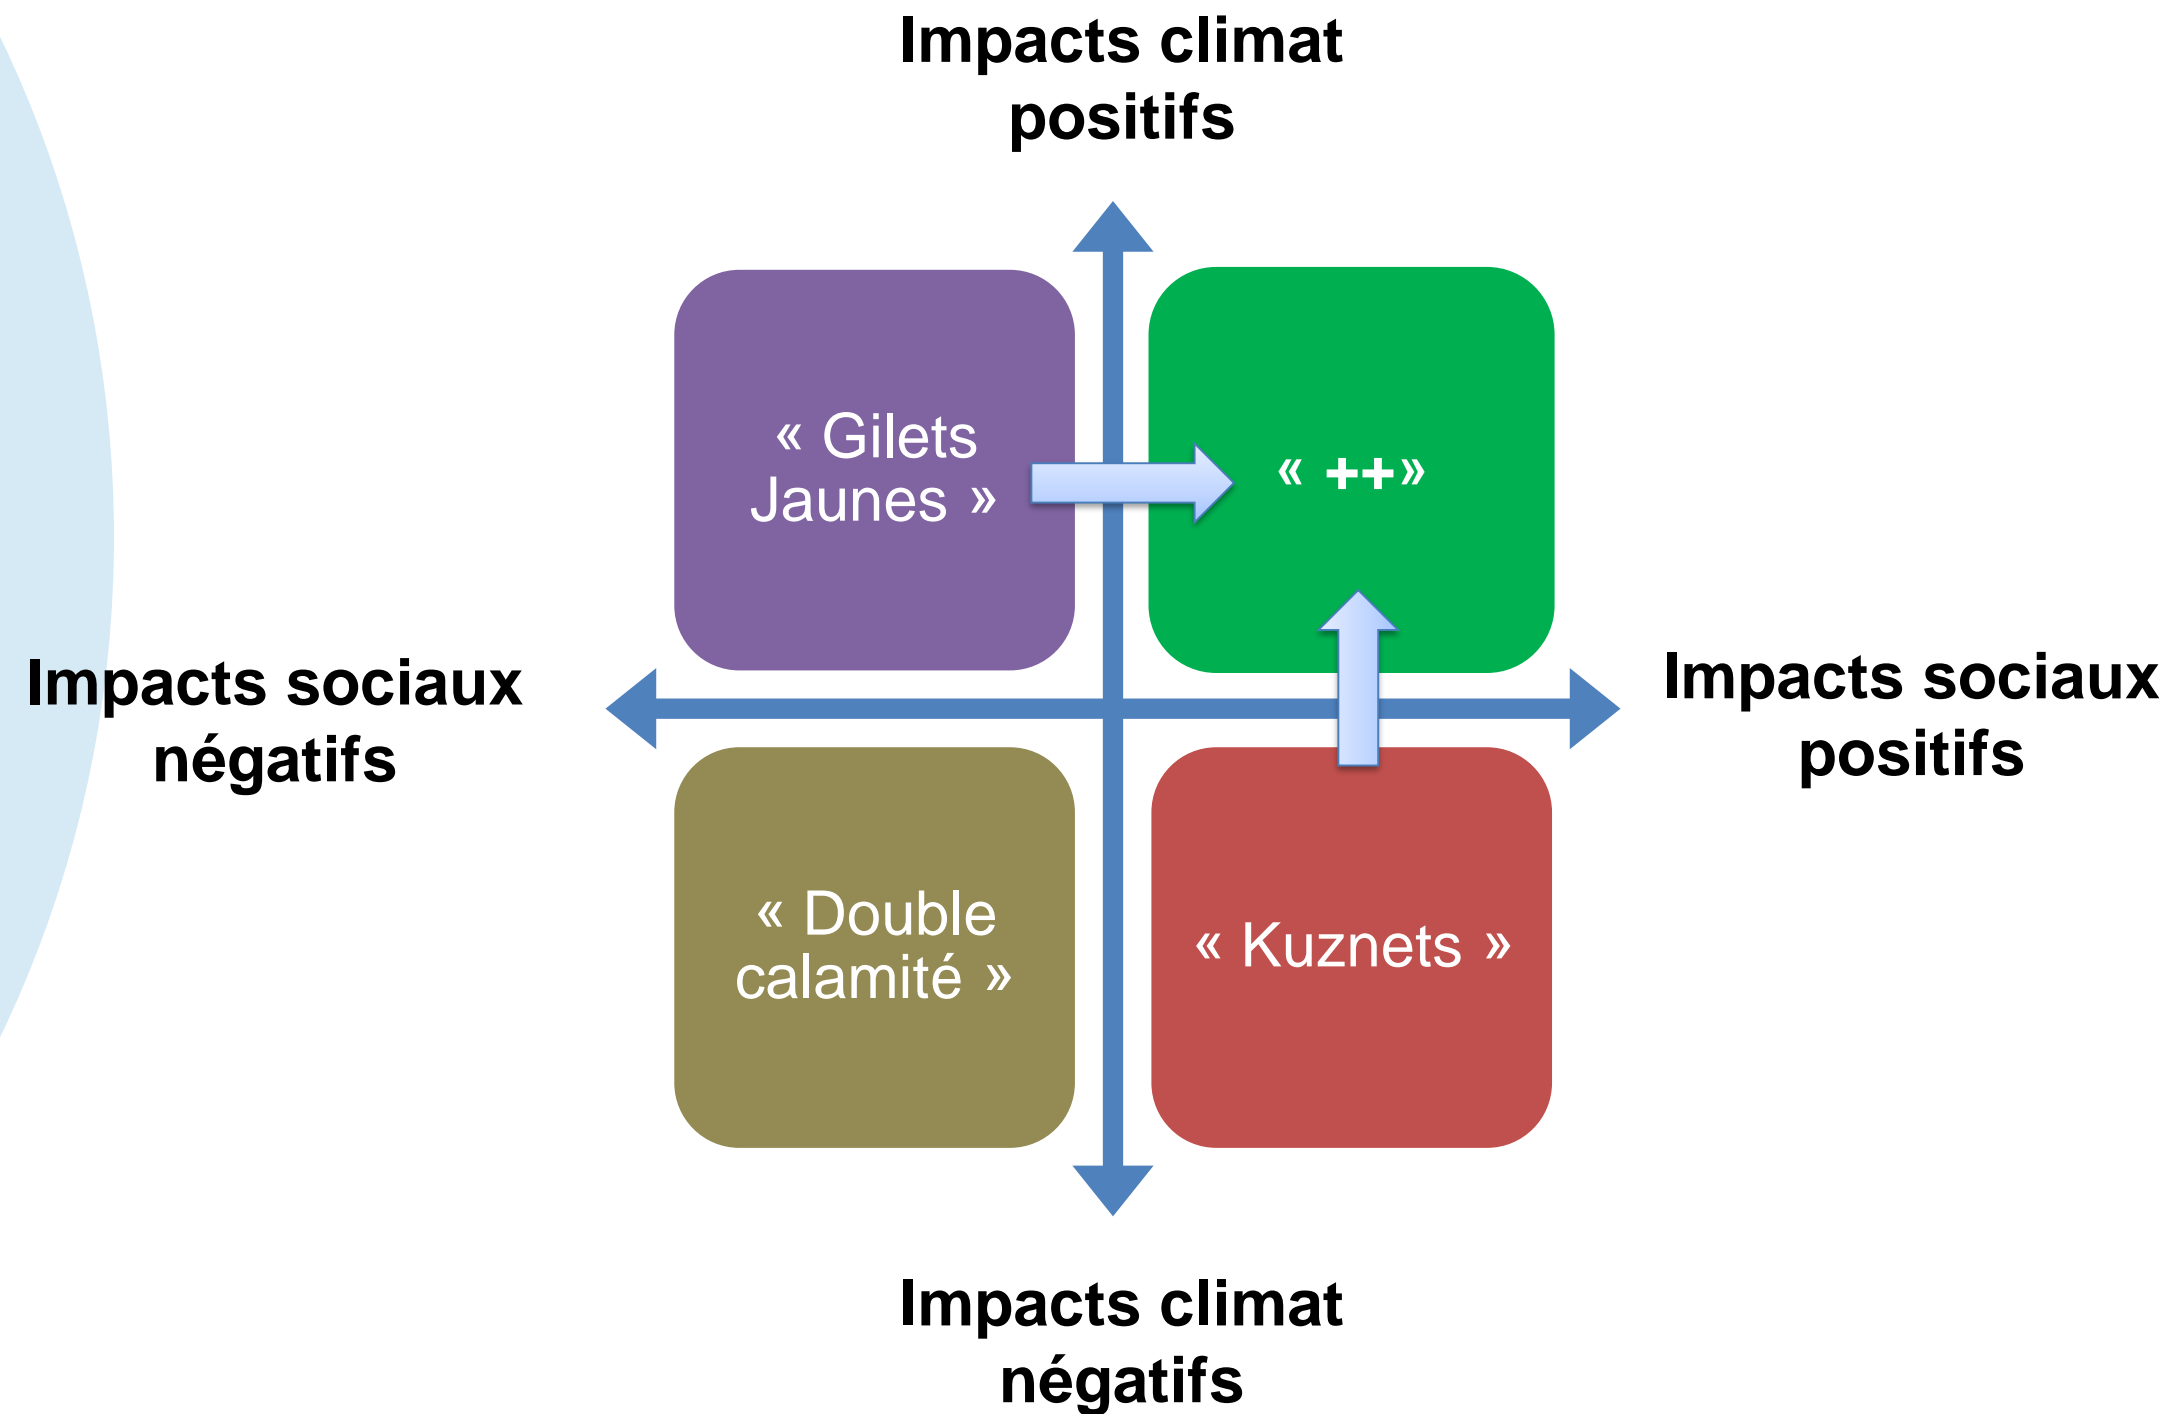 Impacts climat
positifs
« Gilets
Jaunes »
« ++»
Impacts sociaux
négatifs
Impacts sociaux
positifs
« Double
calamité »
« Kuznets »
Impacts climat
négatifs